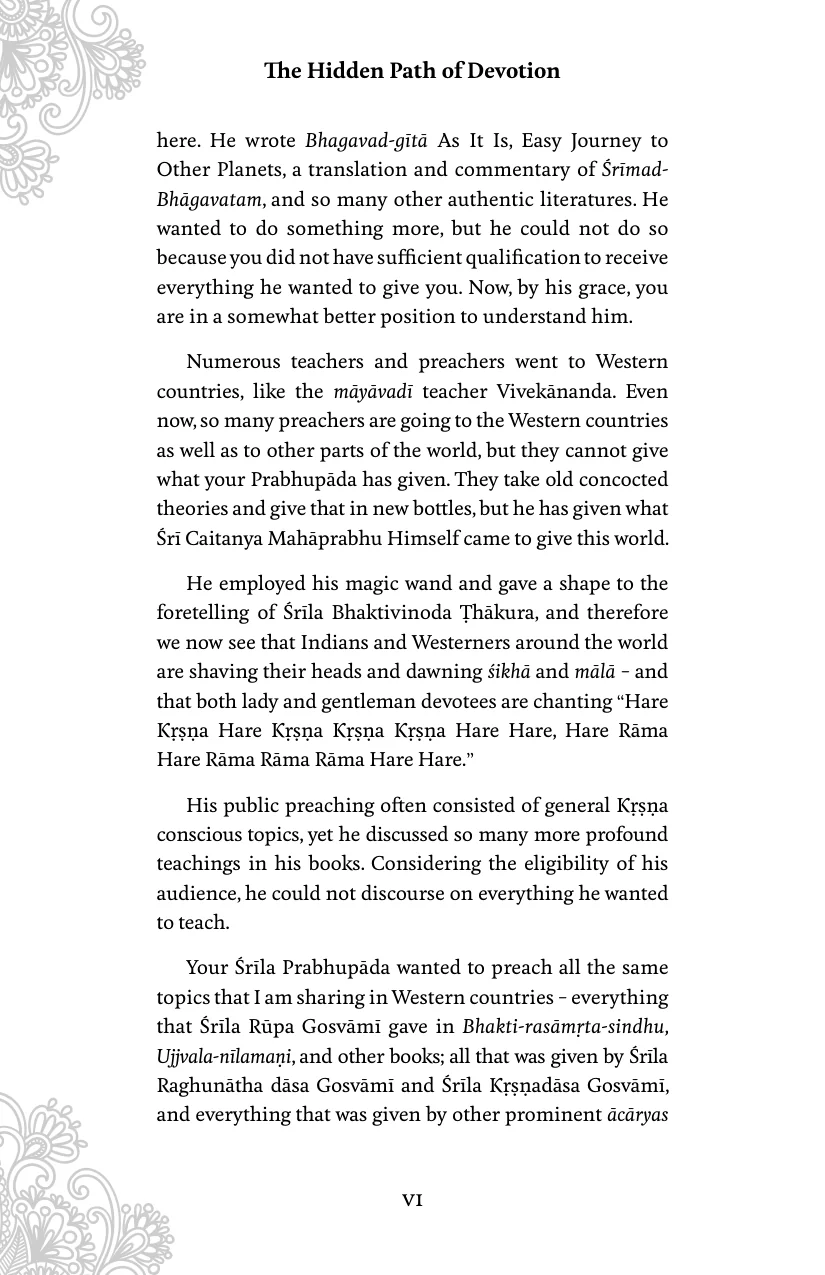 The Hidden Path of Devotion
here. He wrote Bhagavad-gītā As It Is, Easy Journey to
Other Planets, a translation and commentary of Śrīmad-
Bhāgavatam, and so many other authentic literatures. He
wanted to do something more, but he could not do so
because you did not have sufficient qualification to receive
everything he wanted to give you. Now, by his grace, you
are in a somewhat better position to understand him.
Numerous teachers and preachers went to Western
countries, like the māyāvadī teacher Vivekānanda. Even
now, so many preachers are going to the Western countries
as well as to other parts of the world, but they cannot give
what your Prabhupāda has given. They take old concocted
theories and give that in new bottles, but he has given what
Śrī Caitanya Mahāprabhu Himself came to give this world.
He employed his magic wand and gave a shape to the
foretelling of Śrīla Bhaktivinoda Ṭhākura, and therefore
we now see that Indians and Westerners around the world
are shaving their heads and dawning śikhā and mālā – and
that both lady and gentleman devotees are chanting “Hare
Kṛṣṇa Hare Kṛṣṇa Kṛṣṇa Kṛṣṇa Hare Hare, Hare Rāma
Hare Rāma Rāma Rāma Hare Hare.”
His public preaching often consisted of general Kṛṣṇa
conscious topics, yet he discussed so many more profound
teachings in his books. Considering the eligibility of his
audience, he could not discourse on everything he wanted
to teach.
Your Śrīla Prabhupāda wanted to preach all the same
topics that I am sharing in Western countries – everything
that Śrīla Rūpa Gosvāmī gave in Bhakti-rasāmṛta-sindhu,
Ujjvala-nīlamaṇi, and other books; all that was given by Śrīla
Raghunātha dāsa Gosvāmī and Śrīla Kṛṣṇadāsa Gosvāmī,
and everything that was given by other prominent ācāryas
VI